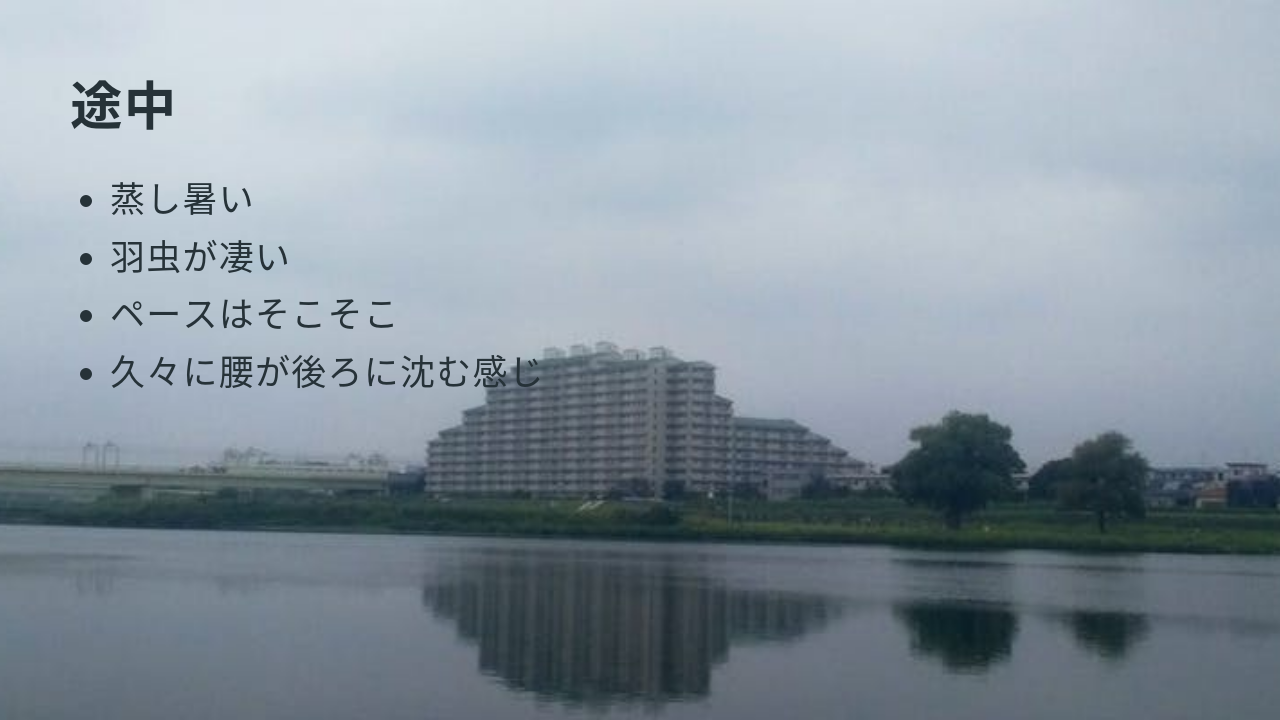 途中
蒸し暑い
羽虫が凄い
ペースはそこそこ
久々に腰が後ろに沈む感じ